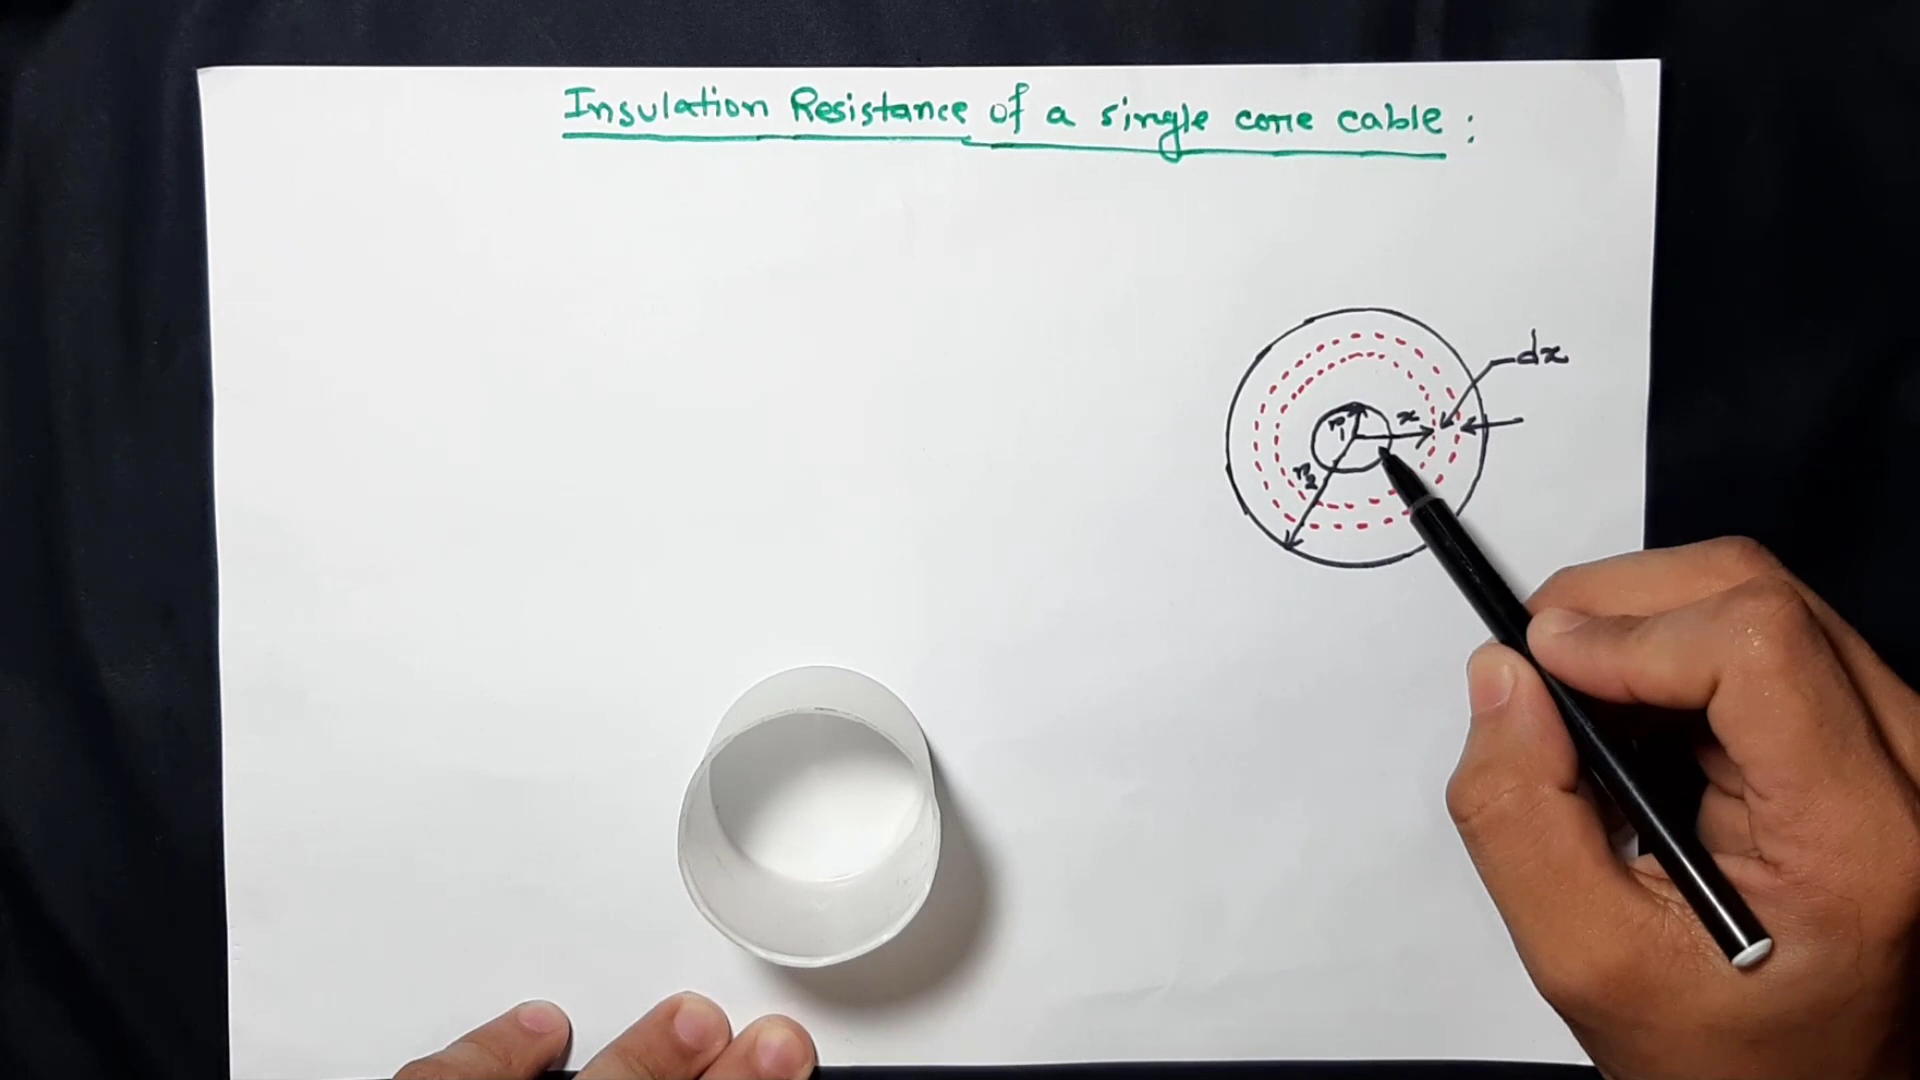 Insulation Resistance of a single core cable :
dx
x
r1
r2